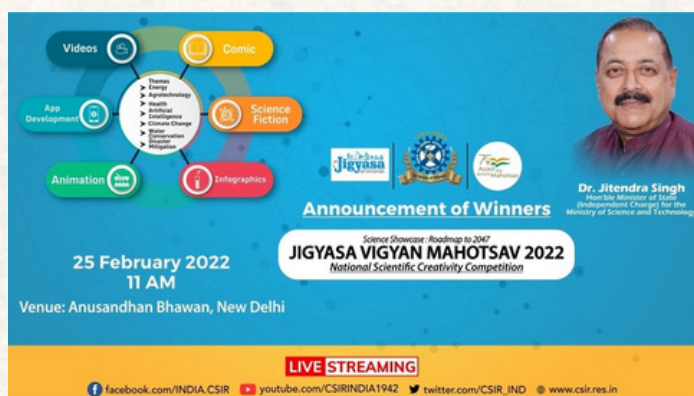 Videos
Comic
App
Development
Science
Fiction
Animation
Infographics
Themes
Energy
Agrotechnology
Health
Artificial
Intelligence
Climate Change
Water
Conservation
Disaster
Mitigation
Jigyasa
Azadi Ka
Amrit Mahotsav
Dr. Jitendra Singh
Hon'ble Minister of State
(Independent Charge) for the
Ministry of Science and Technology
Announcement of Winners
Science Showcase : Roadmap to 2047
JIGYASA VIGYAN MAHOTSAV 2022
National Scientific Creativity Competition
25 February 2022
11 AM
Venue: Anusandhan Bhawan, New Delhi
LIVE STREAMING
facebook.com/INDIA.CSIR youtube.com/CSIRINDIA1942 twitter.com/CSIR_IND www.csir.res.in